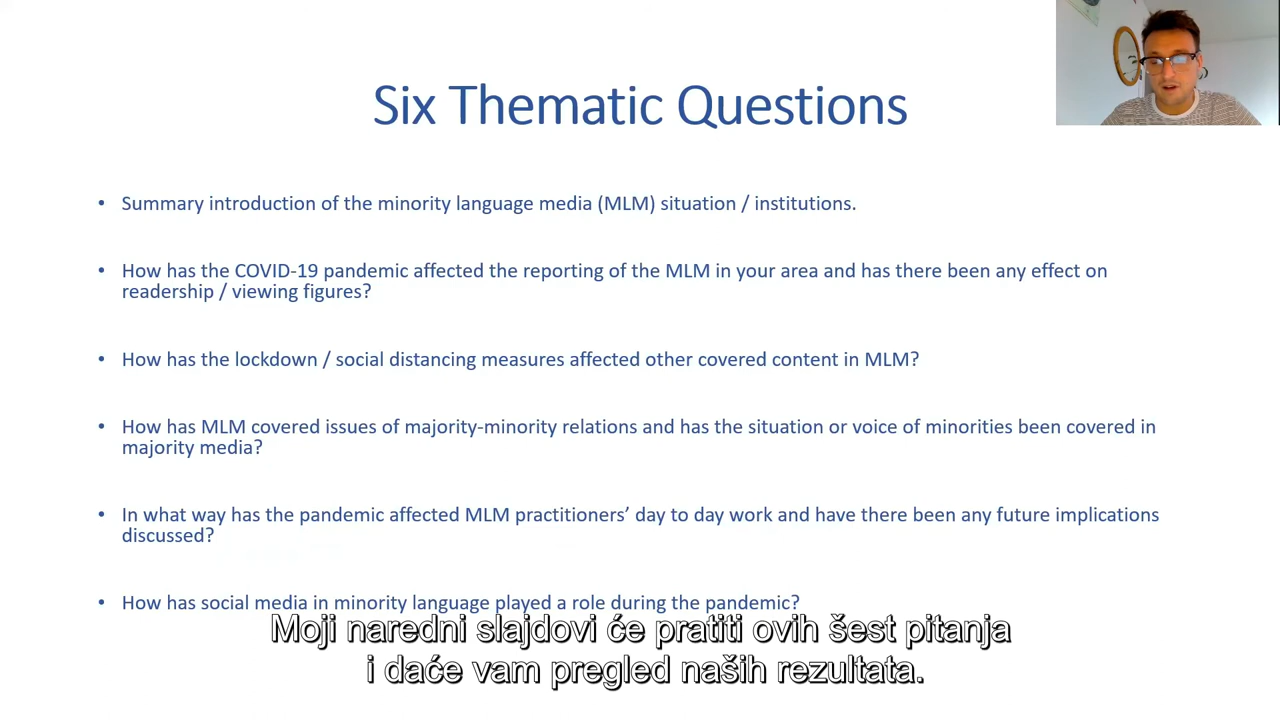 Six Thematic Questions
• Summary introduction of the minority language media (MLM) situation / institutions.
• How has the COVID-19 pandemic affected the reporting of the MLM in your area and has there been any effect on
readership / viewing figures?
• How has the lockdown / social distancing measures affected other covered content in MLM?
• How has MLM covered issues of majority-minority relations and has the situation or voice of minorities been covered in
majority media?
• In what way has the pandemic affected MLM practitioners’ day to day work and have there been any future implications
discussed?
• How has social media in minority language played a role during the pandemic?
Moji naredni slajdovi će pratiti ovih šest pitanja
i daće vam pregled naših rezultata.